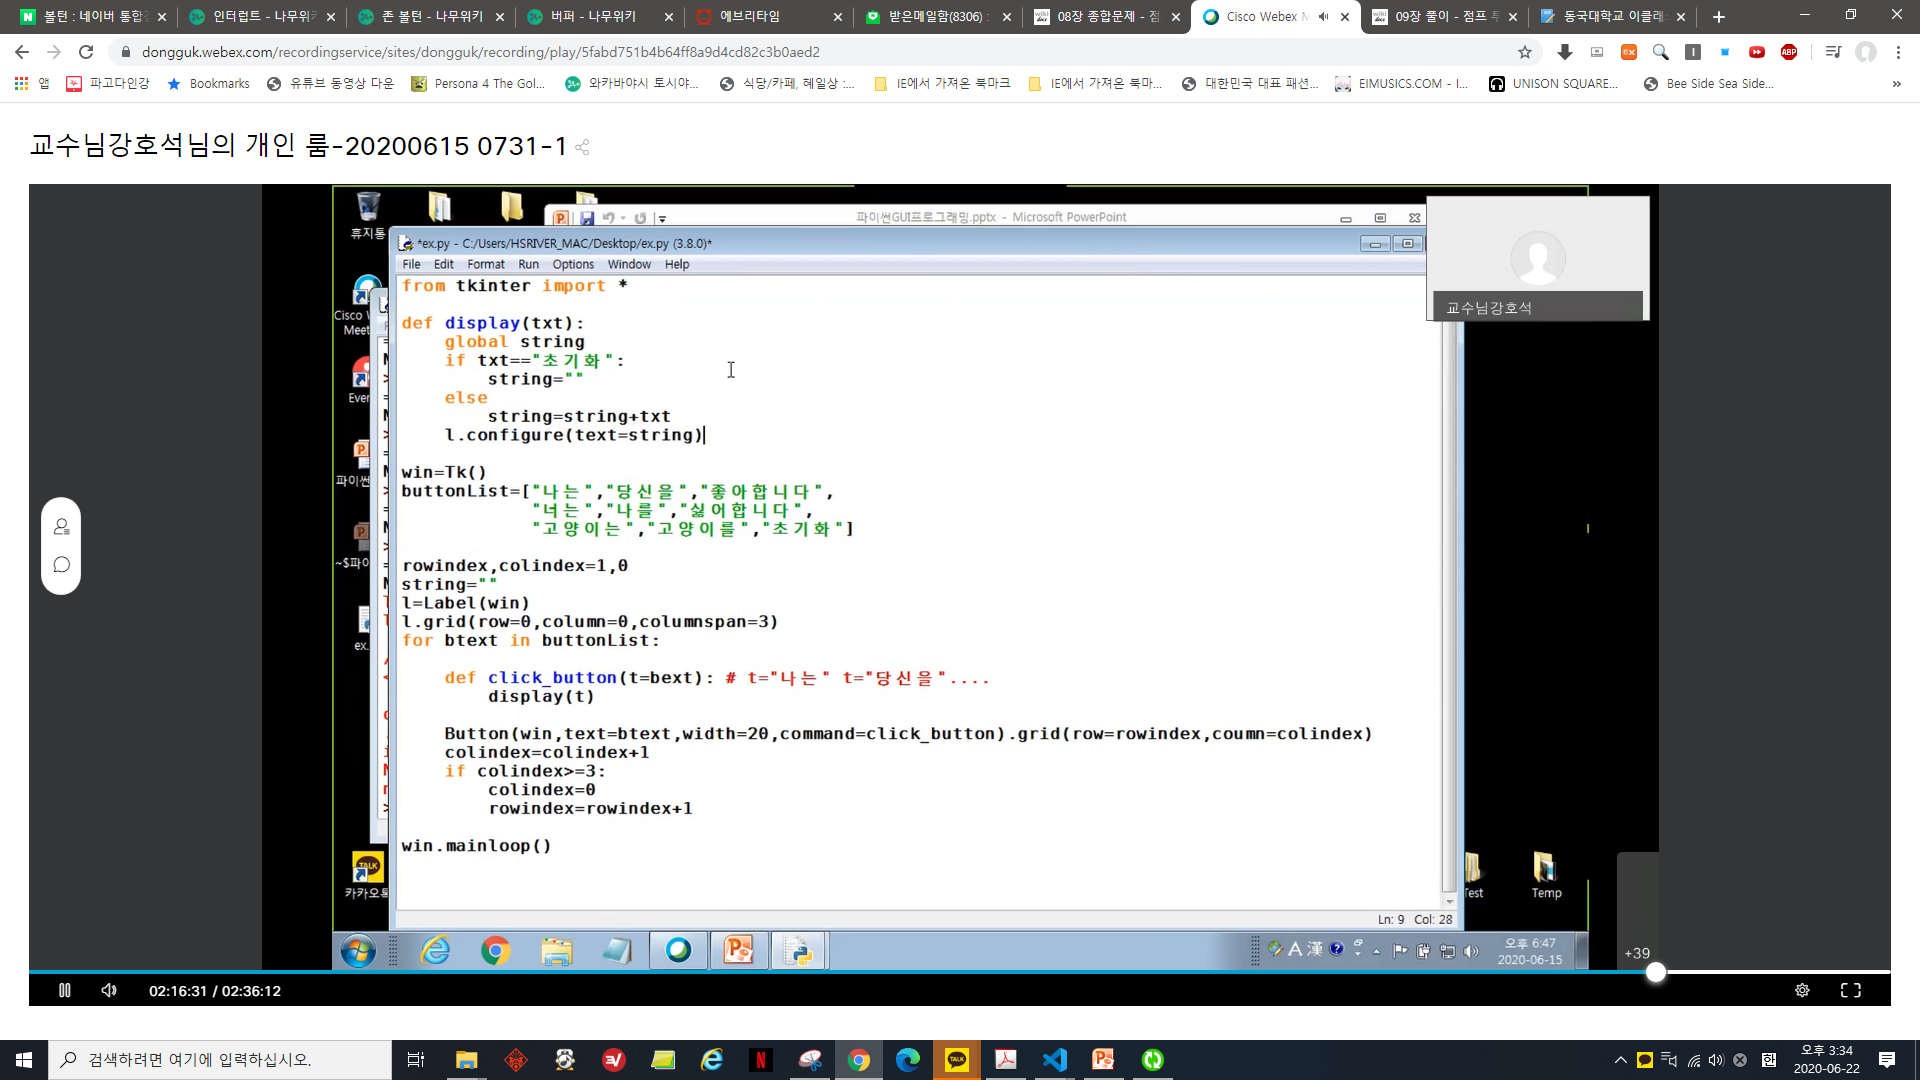 볼턴 : 네이버 통합
인터럽트 - 나무위키
존 볼턴 - 나무위키
버퍼 - 나무위키
에브리타임
받은메일함(8306) :
08장 종합문제 - 점
Cisco Webex M
09장 풀이 - 점프 투
동국대학교 이클래
dongguk.webex.com/recordingservice/sites/dongguk/recording/play/5fabd751b4b64ff8a9d4cd82c3b0aed2
앱
파고다인강
Bookmarks
유튜브 동영상 다운
Persona 4 The Gol...
와카바야시 토시야...
식당/카페, 헤일상 :...
IE에서 가져온 북마크
IE에서 가져온 북마...
대한민국 대표 패션...
EIMUSICS.COM - I...
UNISON SQUARE...
Bee Side Sea Side...
»
교수님강호석님의 개인 룸-20200615 0731-1
휴지통
파이썬GUI프로그래밍.pptx - Microsoft PowerPoint
*ex.py - C:/Users/HSRIVER_MAC/Desktop/ex.py (3.8.0)*
File Edit Format Run Options Window Help
교수님강호석
from tkinter import *
def display(txt):
global string
if txt=="초기화":
string=""
else
string=string+txt
l.configure(text=string)
win=Tk()
buttonList=["나는","당신을","좋아합니다",
"너는","나를","싫어합니다",
"고양이는","고양이를","초기화"]
rowindex,colindex=1,0
string=""
l=Label(win)
l.grid(row=0,column=0,columnspan=3)
for btext in buttonList:
def click_button(t=bext): # t="나는" t="당신을"....
display(t)
Button(win,text=btext,width=20,command=click_button).grid(row=rowindex,coumn=colindex)
colindex=colindex+1
if colindex>=3:
colindex=0
rowindex=rowindex+1
win.mainloop()
Cisco W
Meet
Ever
파이썬
~$파이
ex.
TALK
카카오톡
Test
Temp
Ln: 9 Col: 28
A 漢
오후 6:47
2020-06-15
+39
02:16:31 / 02:36:12
검색하려면 여기에 입력하십시오.
TALK
한
오후 3:34
2020-06-22